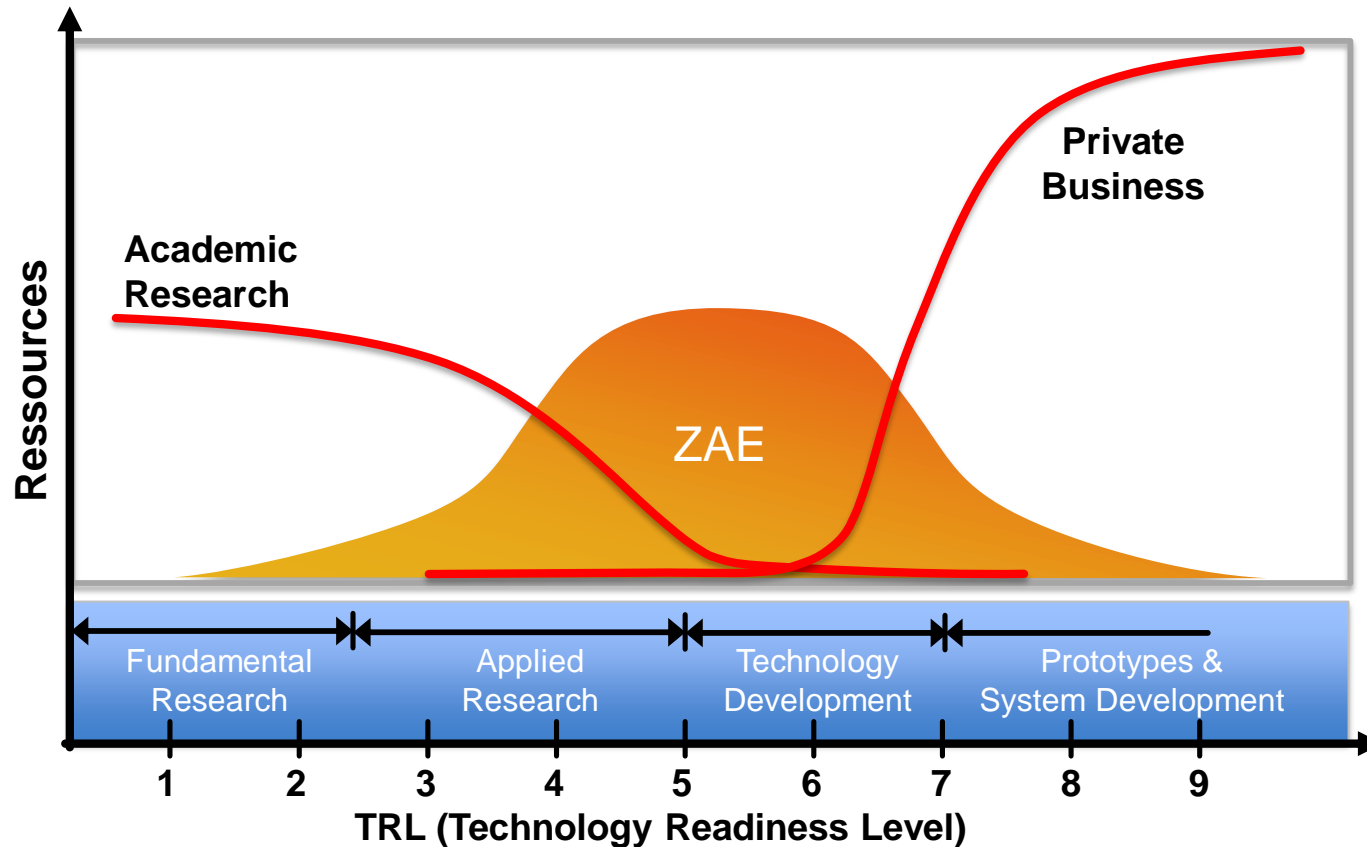 Private
Business
Academic
Research
Ressources
ZAE
Fundamental
Research
Applied
Research
Technology
Development
Prototypes &
System Development
1 2 3 4 5 6 7 8 9
TRL (Technology Readiness Level)